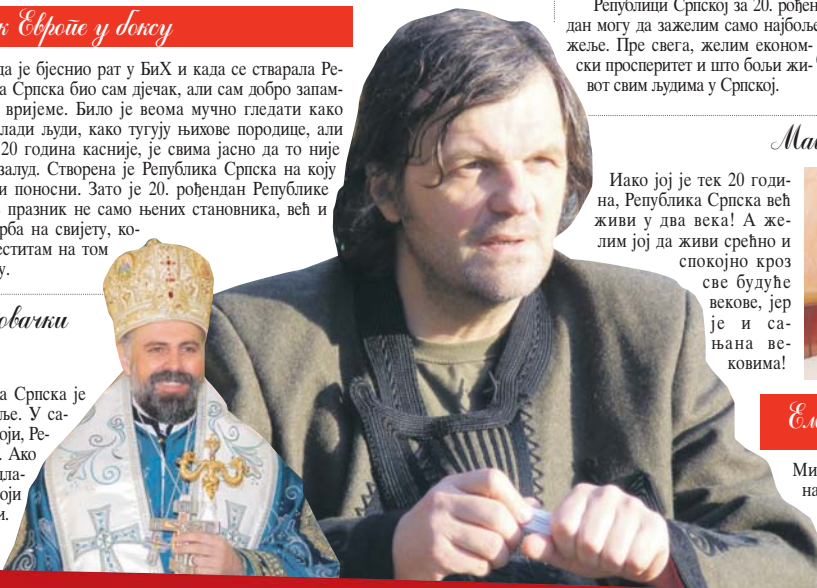 к Европе у боксу
да је бјеснио рат у БиХ и када се стварала Ре-
а Српска био сам дјечак, али сам добро запам-
вријеме. Било је веома мучно гледати како
лади људи, како тугују њихове породице, али
20 година касније, је свима јасно да то није
залуд. Створена је Република Српска на коју
и поносни. Зато је 20. рођендан Републике
празник не само њених становника, већ и
рба на свијету, ко-
еститам на том
у.
овачки
а Српска је
ље. У са-
оји, Ре-
. Ако
дла-
оји
и.
Републици Српској за 20. рођен
дан могу да зажелим само најбоље
жеље. Пре свега, желим економ-
ски просперитет и што бољи жи-
вот свим људима у Српској.
Ма
Иако јој је тек 20 годи-
на, Република Српска већ
живи у два века! А же-
лим јој да живи срећно и
спокојно кроз
све будуће
векове, јер
је и са-
њана ве-
ковима!
Ми
на